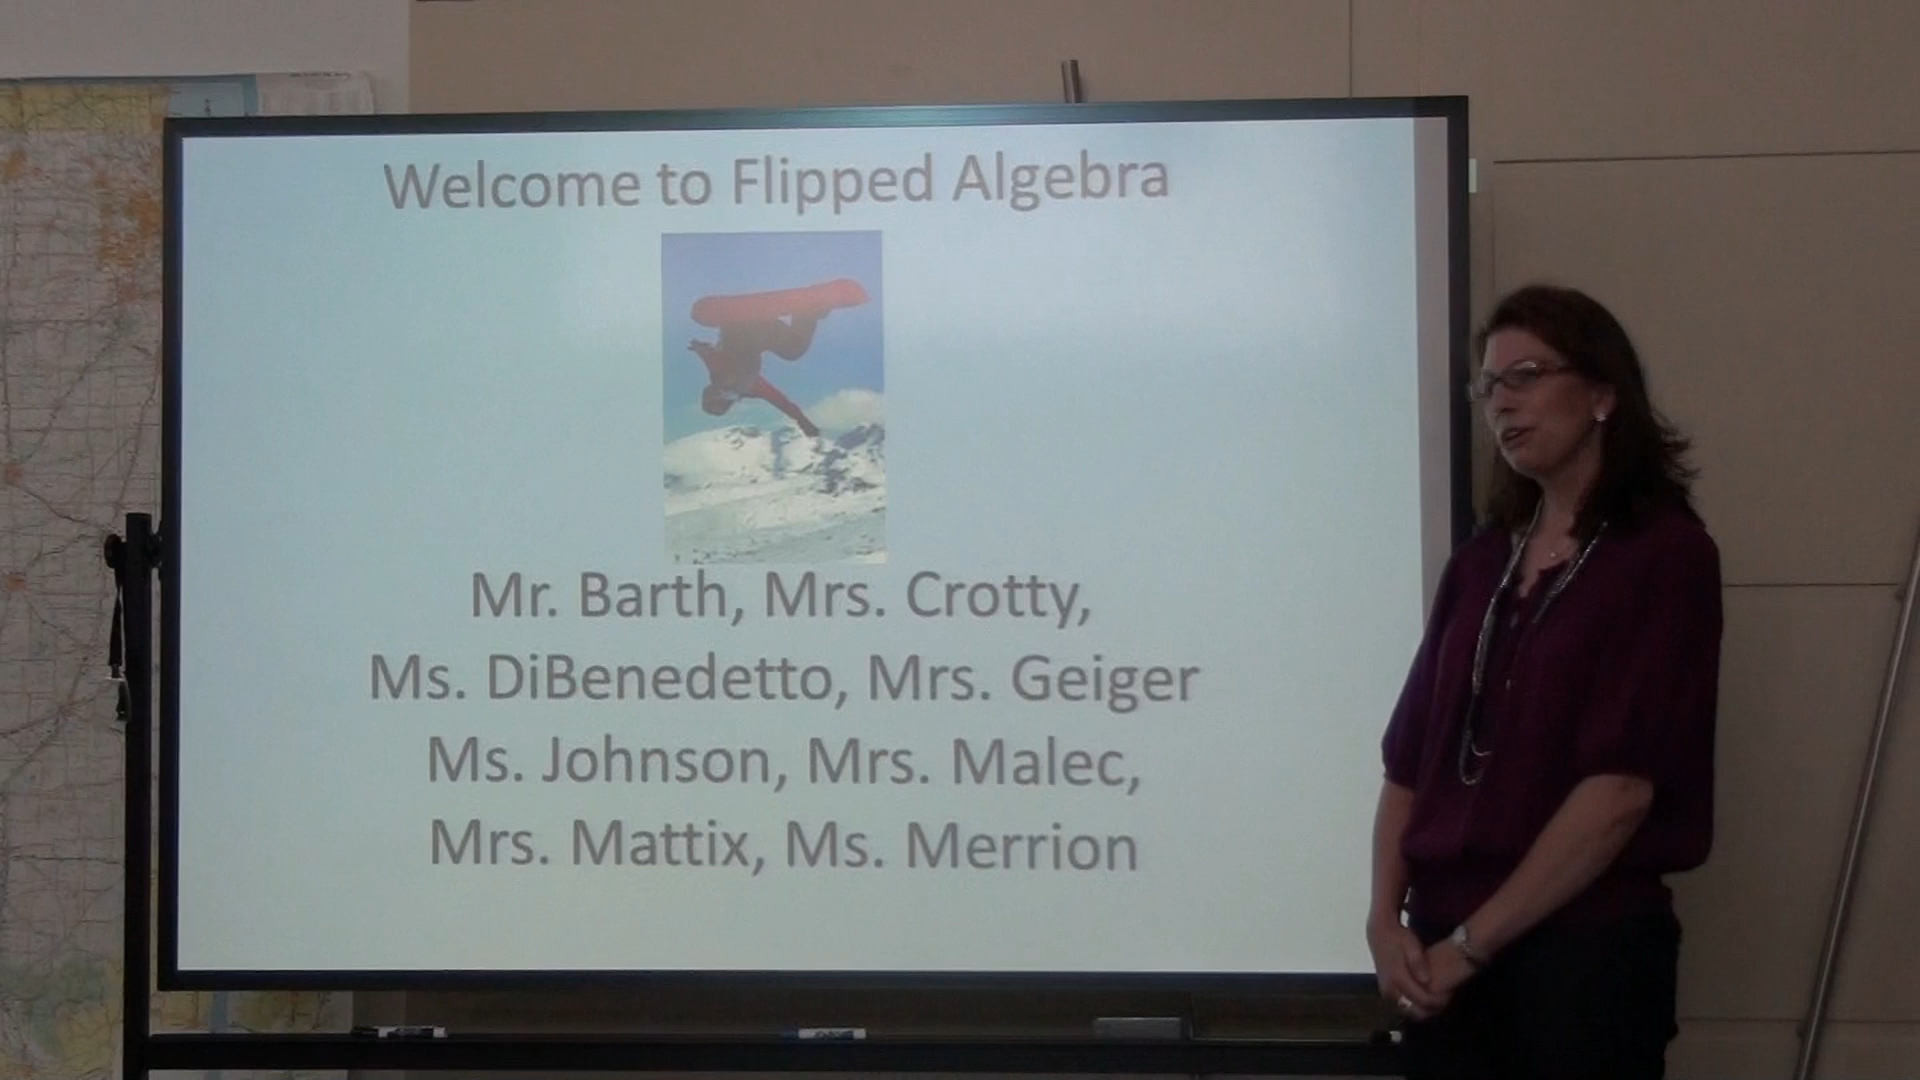 Welcome to Flipped Algebra
Mr. Barth, Mrs. Crotty,
Ms. DiBenedetto, Mrs. Geiger
Ms. Johnson, Mrs. Malec,
Mrs. Mattix, Ms. Merrion